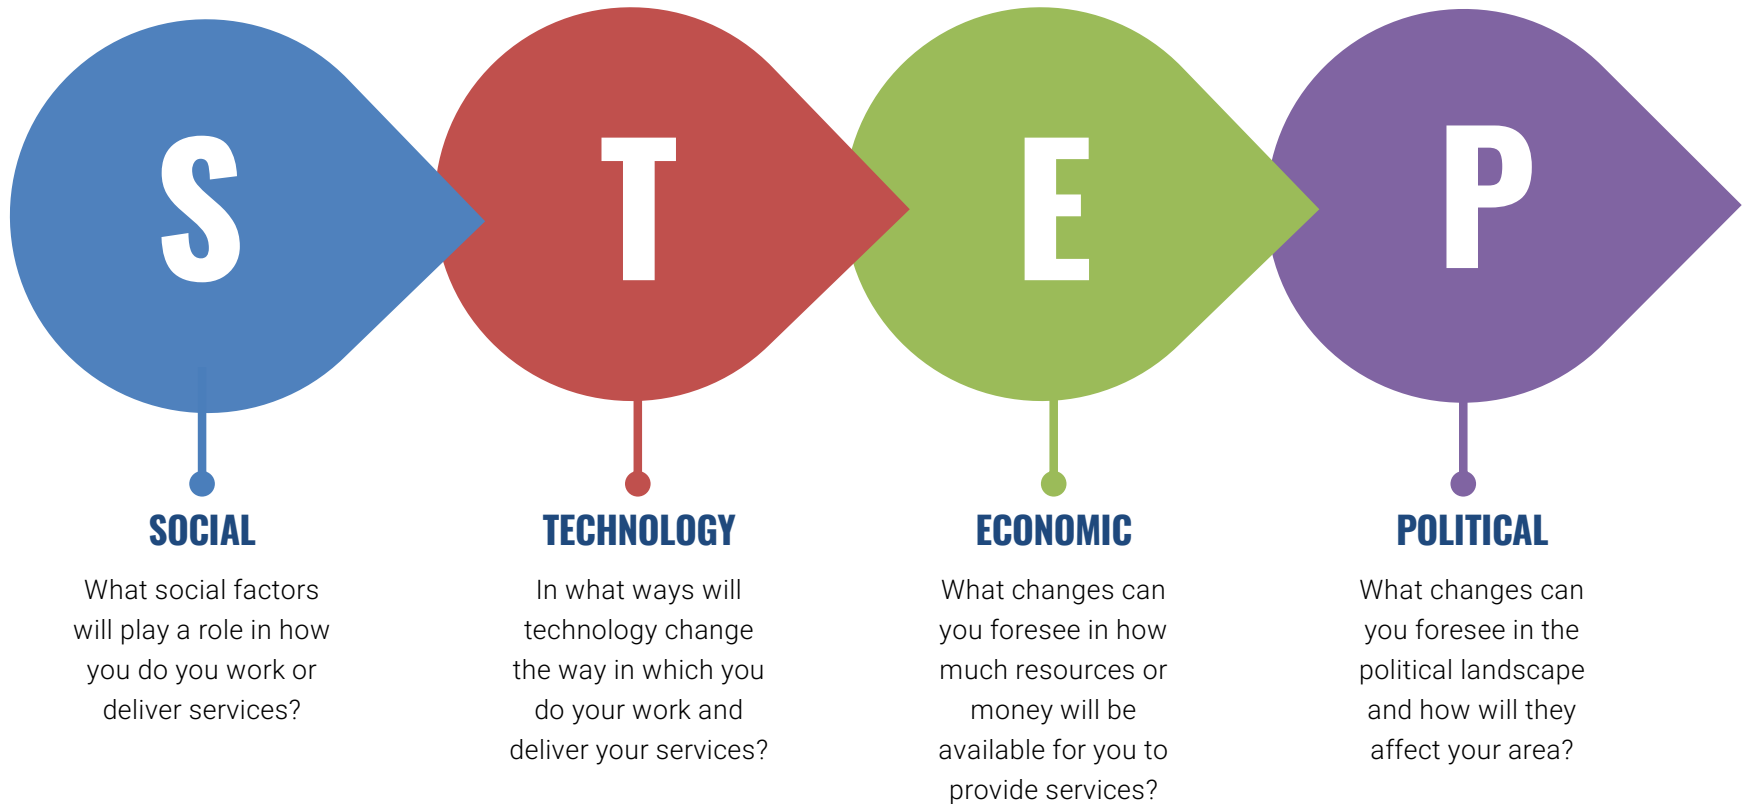 S
T
E
P
SOCIAL
What social factors
will play a role in how
you do you work or
deliver services?
TECHNOLOGY
In what ways will
technology change
the way in which you
do your work and
deliver your services?
ECONOMIC
What changes can
you foresee in how
much resources or
money will be
available for you to
provide services?
POLITICAL
What changes can
you foresee in the
political landscape
and how will they
affect your area?